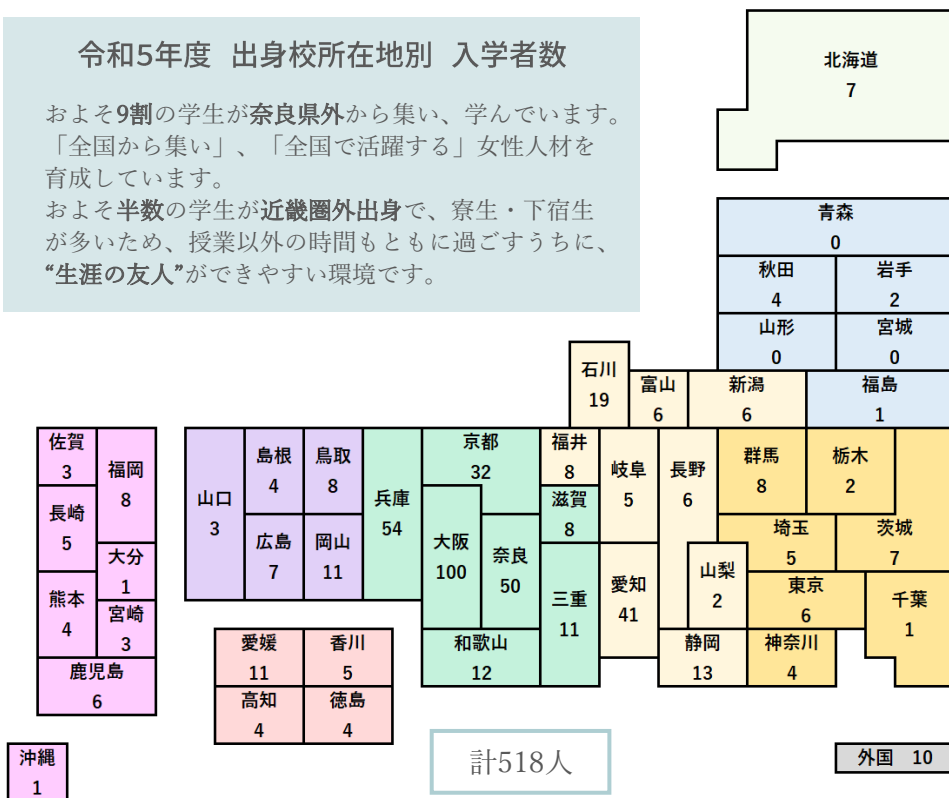 令和5年度 出身校所在地別 入学者数
およそ9割の学生が奈良県外から集い、学んでいます。
「全国から集い」、「全国で活躍する」女性人材を
育成しています。
およそ半数の学生が近畿圏外出身で、寮生・下宿生
が多いため、授業以外の時間もともに過ごすうちに、
“生涯の友人”ができやすい環境です。
北海道
7
青森
0
秋田
4
岩手
2
山形
0
宮城
0
福島
1
石川
19
富山
6
新潟
6
佐賀
3
福岡
8
長崎
5
大分
1
熊本
4
宮崎
3
鹿児島
6
沖縄
1
山口
3
島根
4
鳥取
8
広島
7
岡山
11
兵庫
54
京都
32
大阪
100
奈良
50
滋賀
8
三重
11
和歌山
12
福井
8
岐阜
5
長野
6
愛知
41
山梨
2
静岡
13
群馬
8
栃木
2
埼玉
5
茨城
7
東京
6
千葉
1
神奈川
4
愛媛
11
香川
5
高知
4
徳島
4
計518人
外国 10